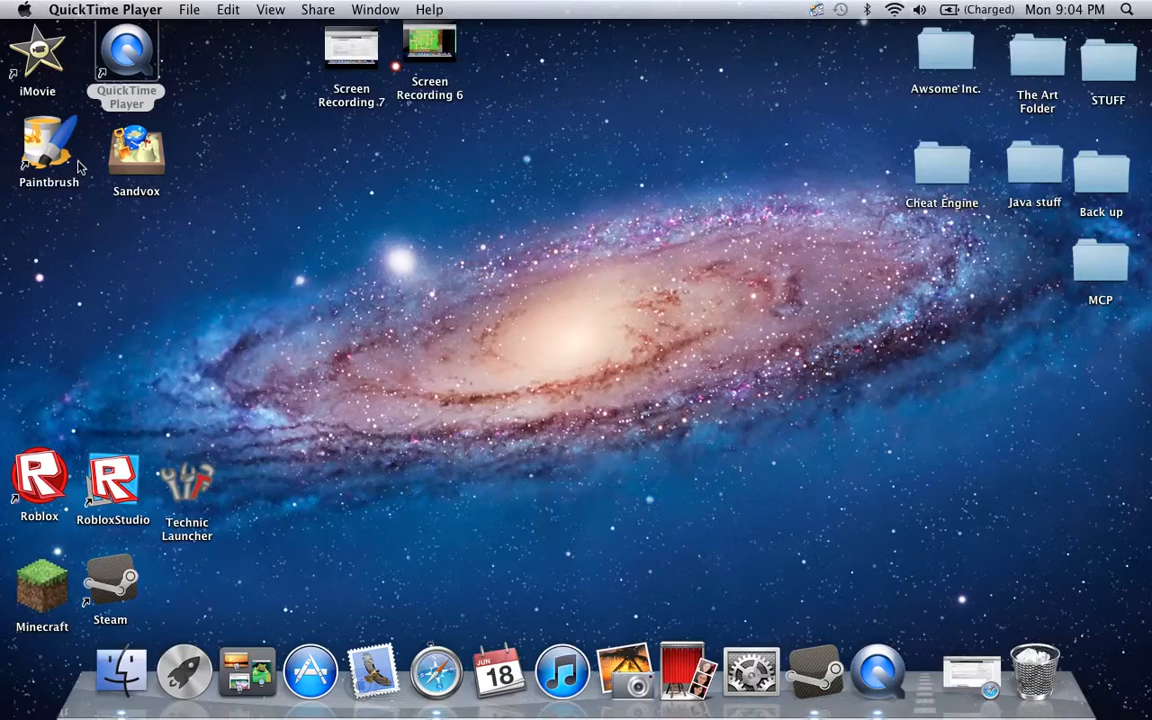 QuickTime Player File Edit View Share Window Help (Charged) Mon 9:04 PM
iMovie
QuickTime
Player
Screen
Recording 7
Screen
Recording 6
Awsome Inc.
The Art
Folder
STUFF
Paintbrush
Sandvox
Cheat Engine
Java stuff
Back up
MCP
Roblox
RobloxStudio
Technic
Launcher
Minecraft
Steam
JUN
18